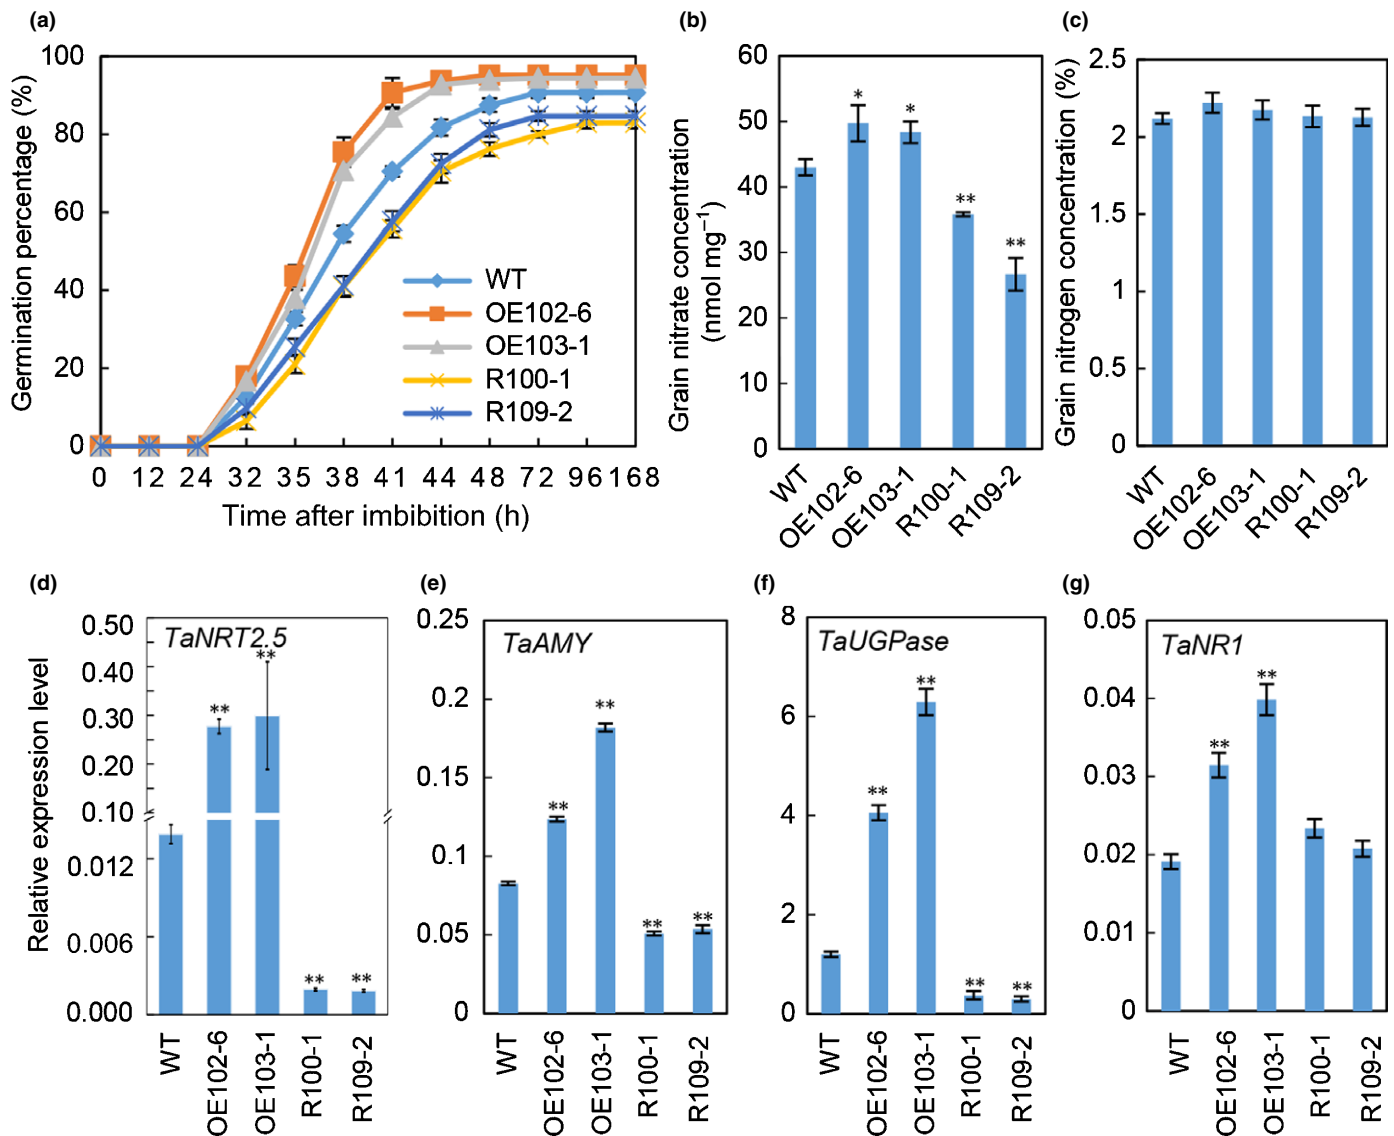 (a)
Germination percentage (%)
100
80
60
40
20
0
0 12 24 32 35 38 41 44 48 72 96 168
Time after imbibition (h)
WT
OE102-6
OE103-1
R100-1
R109-2
(b)
Grain nitrate concentration
(nmol mg⁻¹)
60
50
40
30
20
10
0
*
*
**
**
WT
OE102-6
OE103-1
R100-1
R109-2
(c)
Grain nitrogen concentration (%)
2.5
2
1.5
1
0.5
0
WT
OE102-6
OE103-1
R100-1
R109-2
(d)
Relative expression level
TaNRT2.5
0.50
0.40
0.30
0.20
0.10
0.012
0.006
0.000
**
**
**
**
WT
OE102-6
OE103-1
R100-1
R109-2
(e)
TaAMY
0.25
0.2
0.15
0.1
0.05
0
**
**
**
**
WT
OE102-6
OE103-1
R100-1
R109-2
(f)
TaUGPase
8
6
4
2
0
**
**
**
**
WT
OE102-6
OE103-1
R100-1
R109-2
(g)
TaNR1
0.05
0.04
0.03
0.02
0.01
0
**
**
WT
OE102-6
OE103-1
R100-1
R109-2